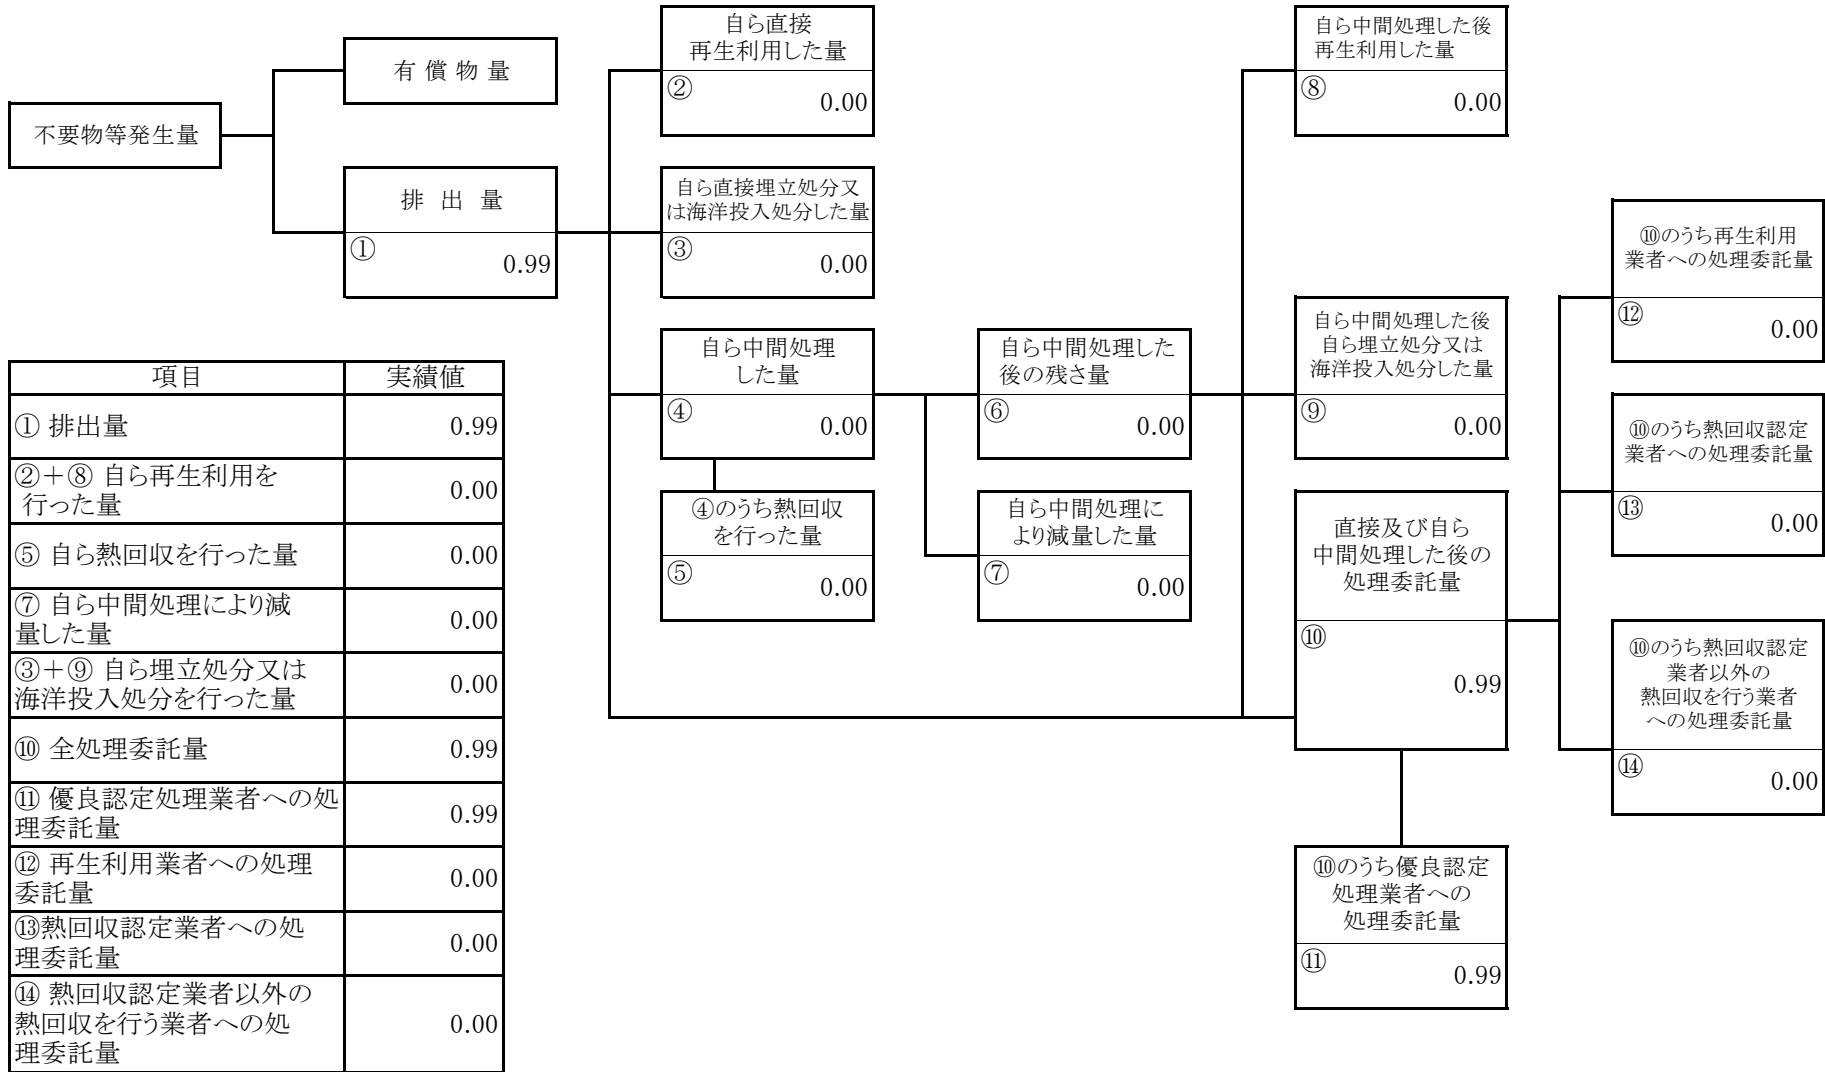 不要物等発生量
有 償 物 量
排 出 量
①
0.99
自ら直接
再生利用した量
②
0.00
自ら直接埋立処分又
は海洋投入処分した量
③
0.00
自ら中間処理
した量
④
0.00
④のうち熱回収
を行った量
⑤
0.00
自ら中間処理した
後の残さ量
⑥
0.00
自ら中間処理に
より減量した量
⑦
0.00
自ら中間処理した後
再生利用した量
⑧
0.00
自ら中間処理した後
自ら埋立処分又は
海洋投入処分した量
⑨
0.00
直接及び自ら
中間処理した後の
処理委託量
⑩
0.99
⑩のうち優良認定
処理業者への
処理委託量
⑪
0.99
⑩のうち再生利用
業者への処理委託量
⑫
0.00
⑩のうち熱回収認定
業者への処理委託量
⑬
0.00
⑩のうち熱回収認定
業者以外の
熱回収を行う業者
への処理委託量
⑭
0.00
項目 実績値
① 排出量 0.99
②＋⑧ 自ら再生利用を
行った量 0.00
⑤ 自ら熱回収を行った量 0.00
⑦ 自ら中間処理により減
量した量 0.00
③＋⑨ 自ら埋立処分又は
海洋投入処分を行った量 0.00
⑩ 全処理委託量 0.99
⑪ 優良認定処理業者への処
理委託量 0.99
⑫ 再生利用業者への処理
委託量 0.00
⑬熱回収認定業者への処
理委託量 0.00
⑭ 熱回収認定業者以外の
熱回収を行う業者への処
理委託量 0.00